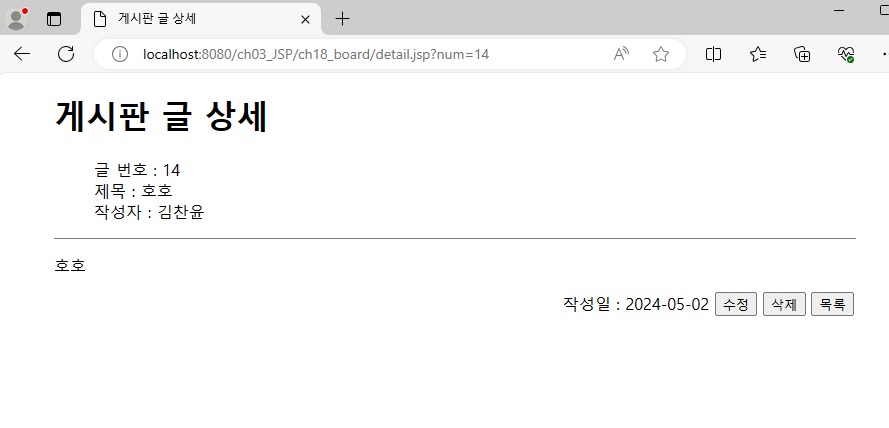 게시판 글 상세
localhost:8080/ch03_JSP/ch18_board/detail.jsp?num=14
게시판 글 상세
글 번호 : 14
제목 : 호호
작성자 : 김찬윤
호호
작성일 : 2024-05-02 수정 삭제 목록